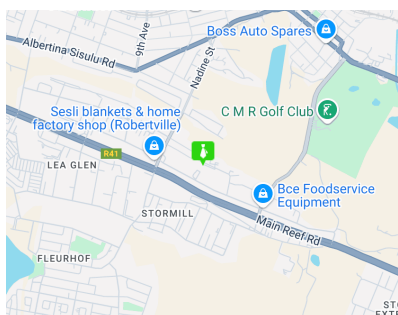 Boss Auto Spares
Albertina Sisulu Rd
9th Ave
Nadine St
C M R Golf Club
Sesli blankets & home
factory shop (Robertville)
R41
LEA GLEN
Bce Foodservice
Equipment
STORMILL
Main Reef Rd
FLEURHOF